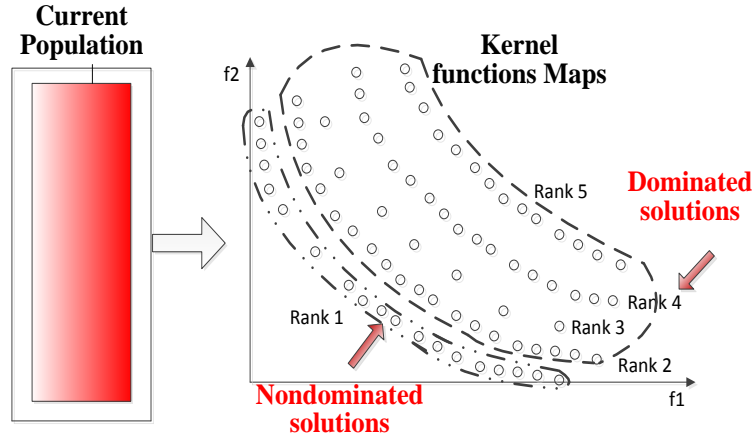 Current
Population
Kernel
functions Maps
f2
Rank 5
Dominated
solutions
Rank 4
Rank 1
Rank 3
Rank 2
Nondominated
solutions
f1